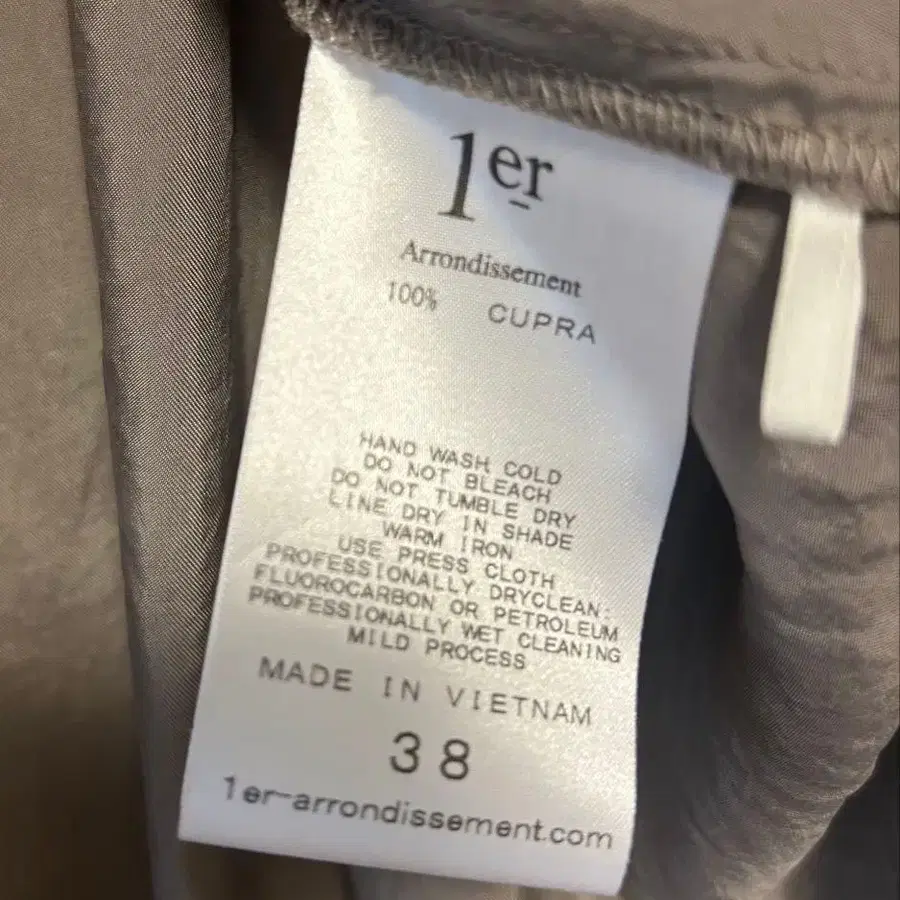 1er
Arrondissement
100% CUPRA
HAND WASH COLD
DO NOT BLEACH
DO NOT TUMBLE DRY
LINE DRY IN SHADE
WARM IRON
USE PRESS CLOTH
PROFESSIONALLY DRYCLEAN:
FLUOROCARBON OR PETROLEUM
PROFESSIONALLY WET CLEANING
MILD PROCESS
MADE IN VIETNAM
38
1er-arrondissement.com